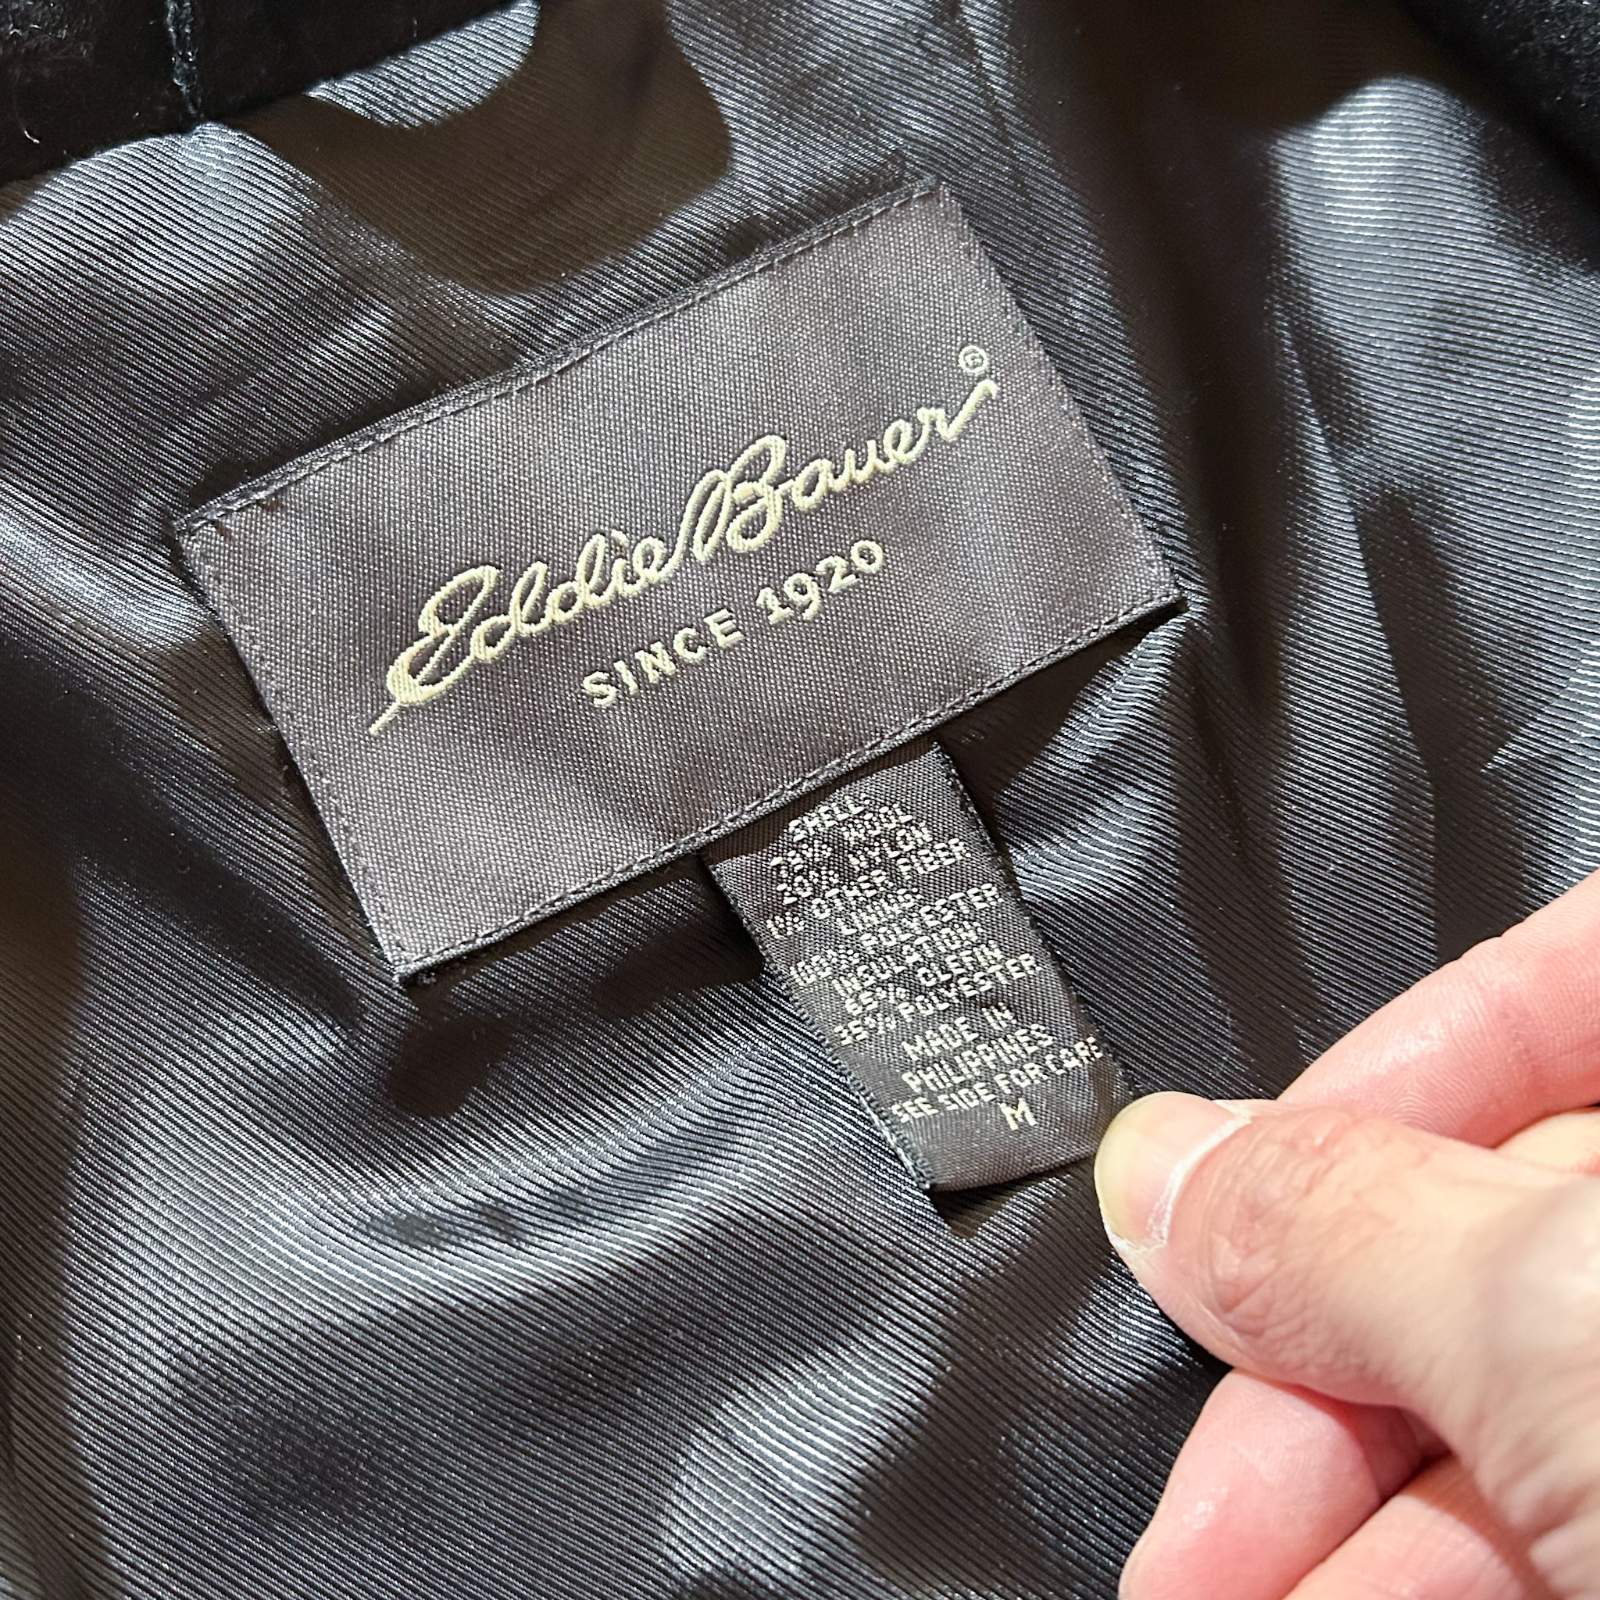 Eddie Bauer®
SINCE 1920
SHELL
79% WOOL
20% NYLON
1% OTHER FIBER
LINING
100% POLYESTER
INSULATION
65% OLEFIN
35% POLYESTER
MADE IN
PHILIPPINES
SEE SIDE FOR CARE
M